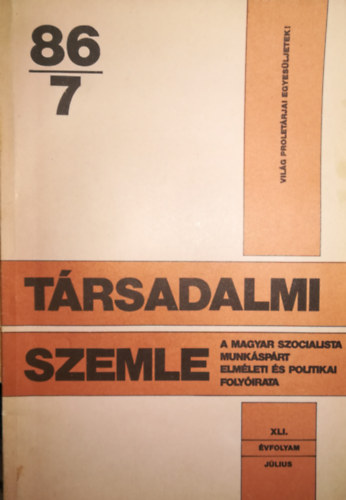 86
7
VILÁG PROLETÁRJAI EGYESÜLJETEK!
TÁRSADALMI
SZEMLE
A MAGYAR SZOCIALISTA
MUNKÁSPÁRT
ELMÉLETI ÉS POLITIKAI
FOLYÓIRATA
XLI.
ÉVFOLYAM
JÚLIUS